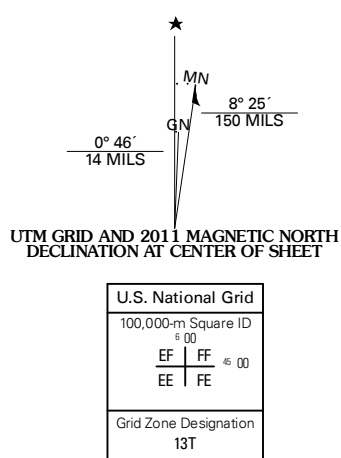 ★
MN
GN
8° 25´
150 MILS
0° 46´
14 MILS
UTM GRID AND 2011 MAGNETIC NORTH
DECLINATION AT CENTER OF SHEET
U.S. National Grid
100,000-m Square ID
6 00
EF FF 45 00
EE FE
Grid Zone Designation
13T